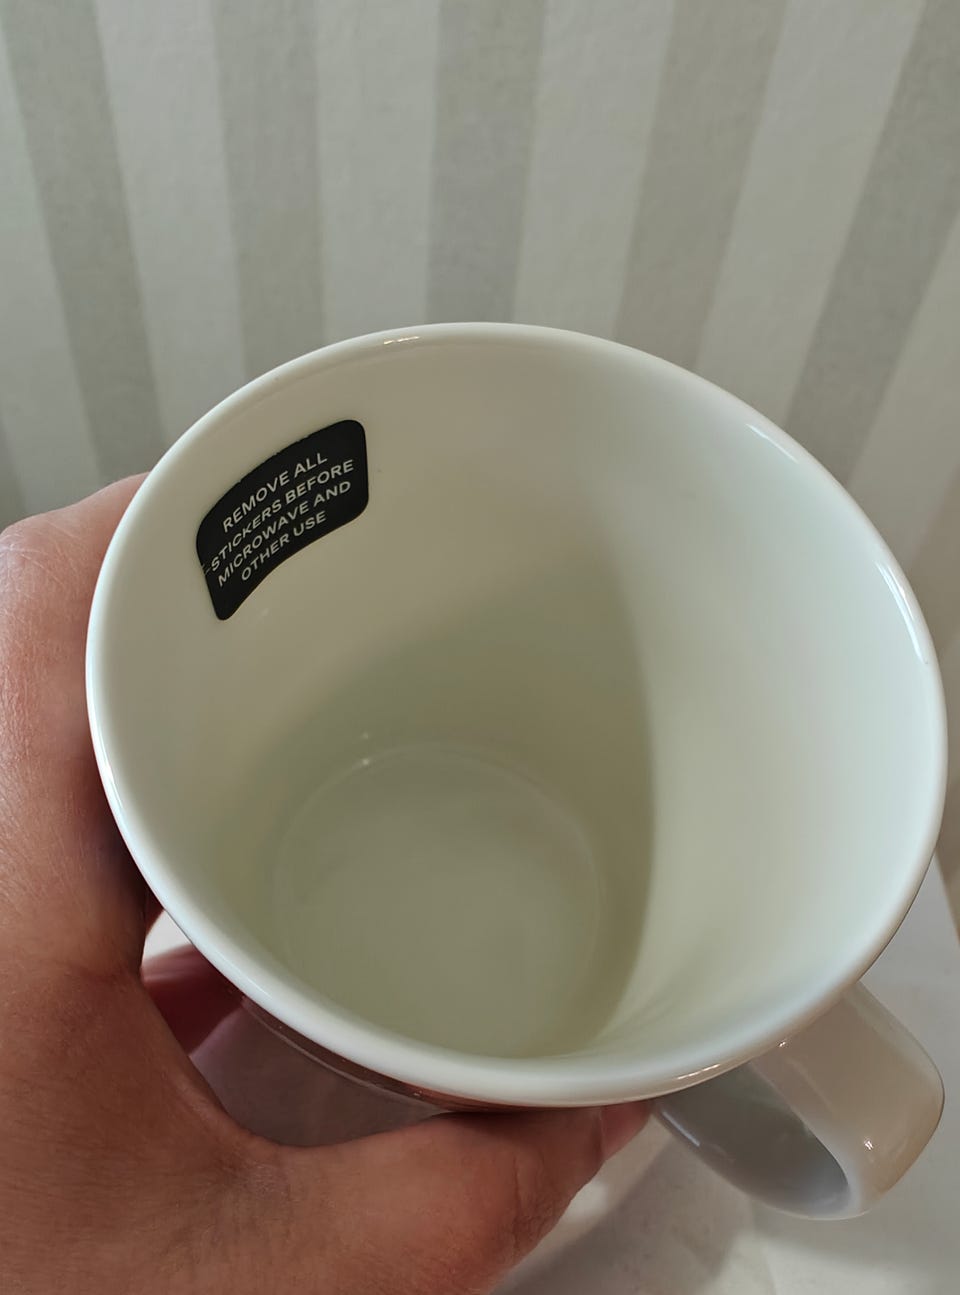 REMOVE ALL
STICKERS BEFORE
MICROWAVE AND
OTHER USE